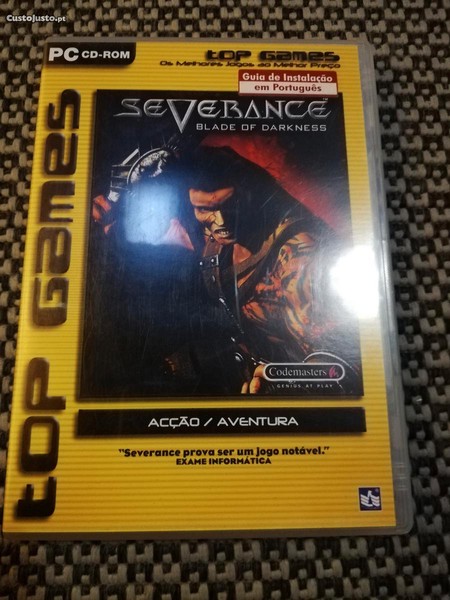 CustoJusto.pt
PC CD-ROM
TOP GAMES
Os Melhores Jogos ao Melhor Preço
Guia de Instalação
em Português
SEVERANCE™
BLADE OF DARKNESS
TOP GAMES
Codemasters
GENIUS AT PLAY
ACÇÃO / AVENTURA
"Severance prova ser um jogo notável."
EXAME INFORMÁTICA